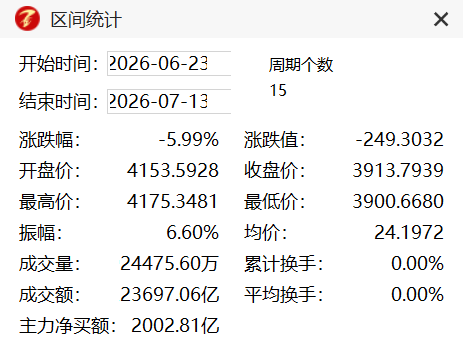 区间统计
开始时间： 2026-06-23 周期个数
结束时间： 2026-07-13 15
涨跌幅： -5.99% 涨跌值： -249.3032
开盘价： 4153.5928 收盘价： 3913.7939
最高价： 4175.3481 最低价： 3900.6680
振幅： 6.60% 均价： 24.1972
成交量： 24475.60万 累计换手： 0.00%
成交额： 23697.06亿 平均换手： 0.00%
主力净买额： 2002.81亿